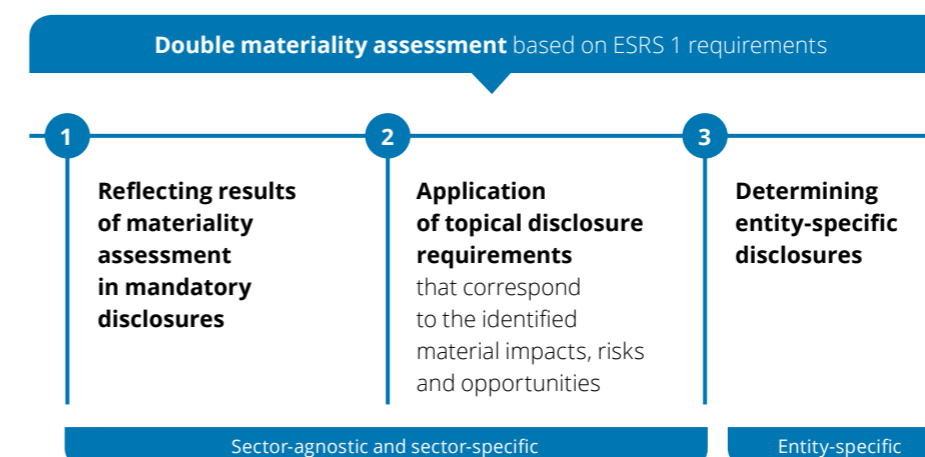 Double materiality assessment based on ESRS 1 requirements
1
2
3
Reflecting results
of materiality
assessment
in mandatory
disclosures
Application
of topical disclosure
requirements
that correspond
to the identified
material impacts, risks
and opportunities
Determining
entity-specific
disclosures
Sector-agnostic and sector-specific
Entity-specific